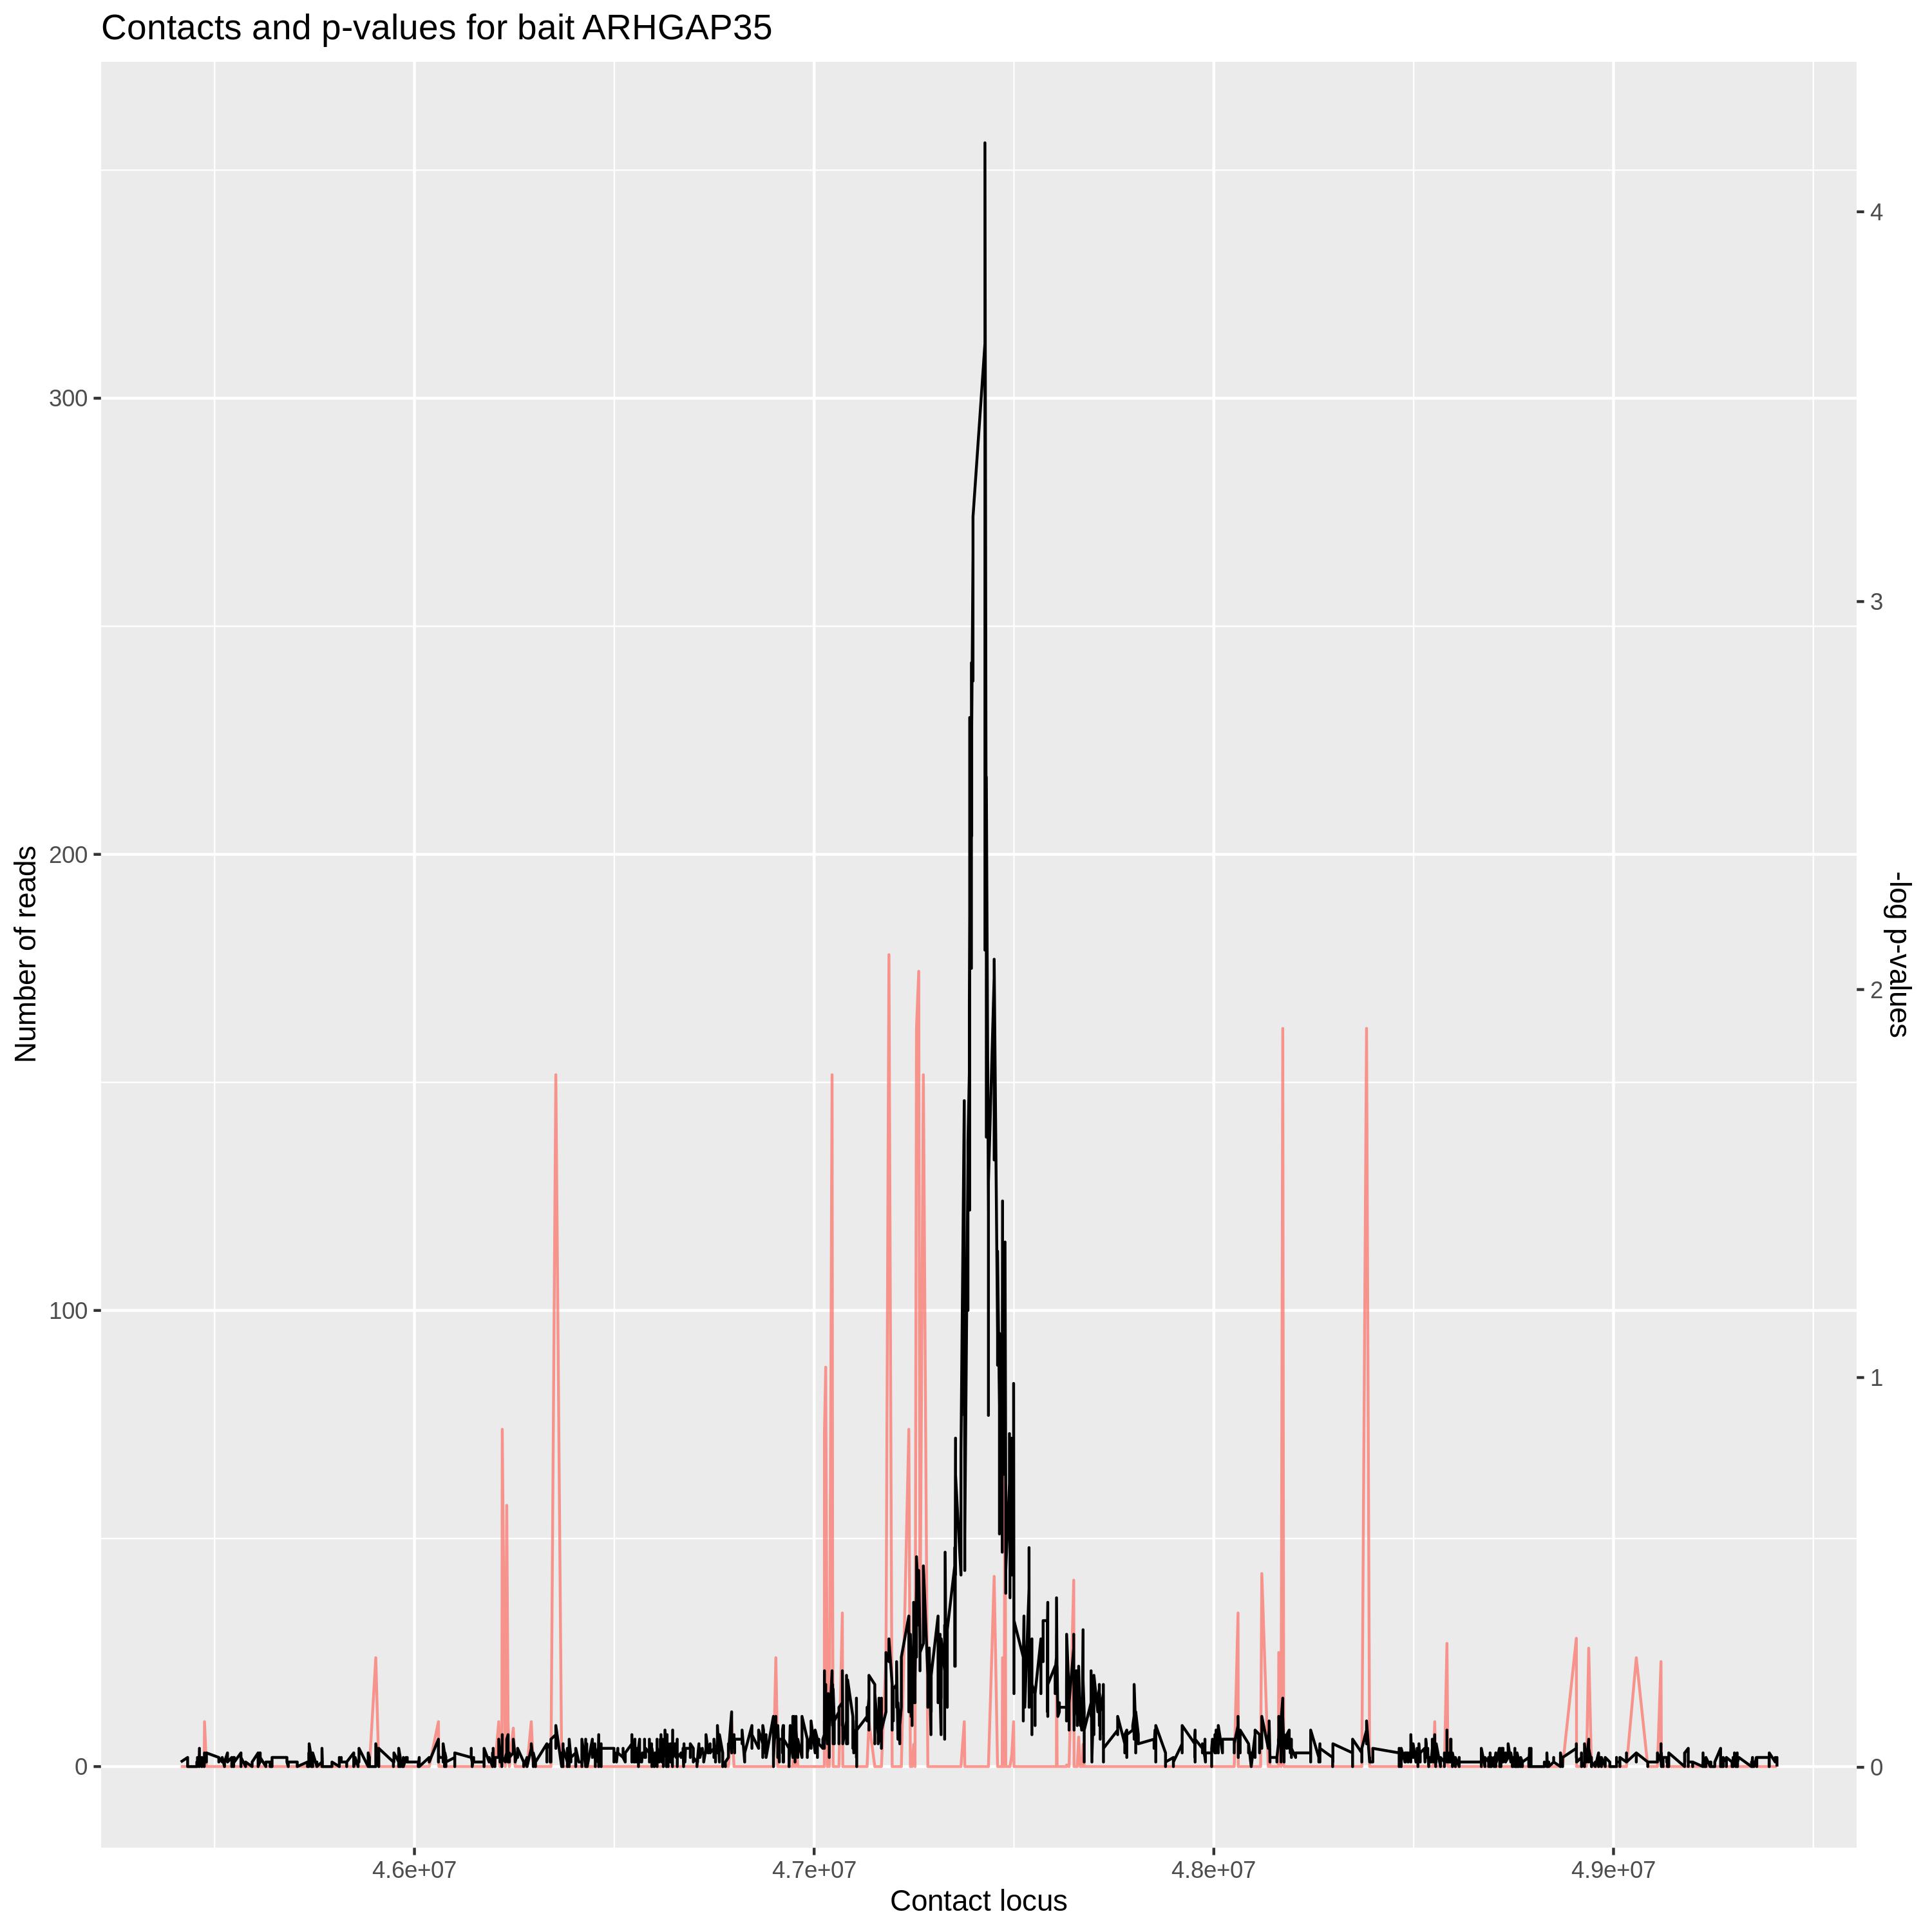 Contacts and p-values for bait ARHGAP35
Number of reads
300
200
100
0
4
3
2
1
0
-log p-values
4.6e+07
4.7e+07
4.8e+07
4.9e+07
Contact locus